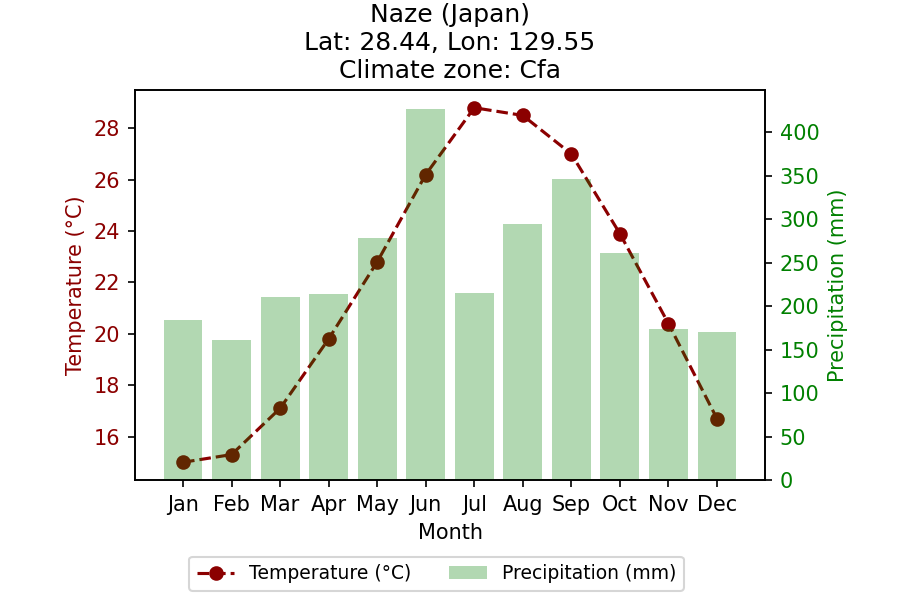 Naze (Japan)
Lat: 28.44, Lon: 129.55
Climate zone: Cfa
Temperature (°C)
28
26
24
22
20
18
16
400
350
300
250
200
150
100
50
0
Precipitation (mm)
Jan Feb Mar Apr May Jun Jul Aug Sep Oct Nov Dec
Month
Temperature (°C) Precipitation (mm)